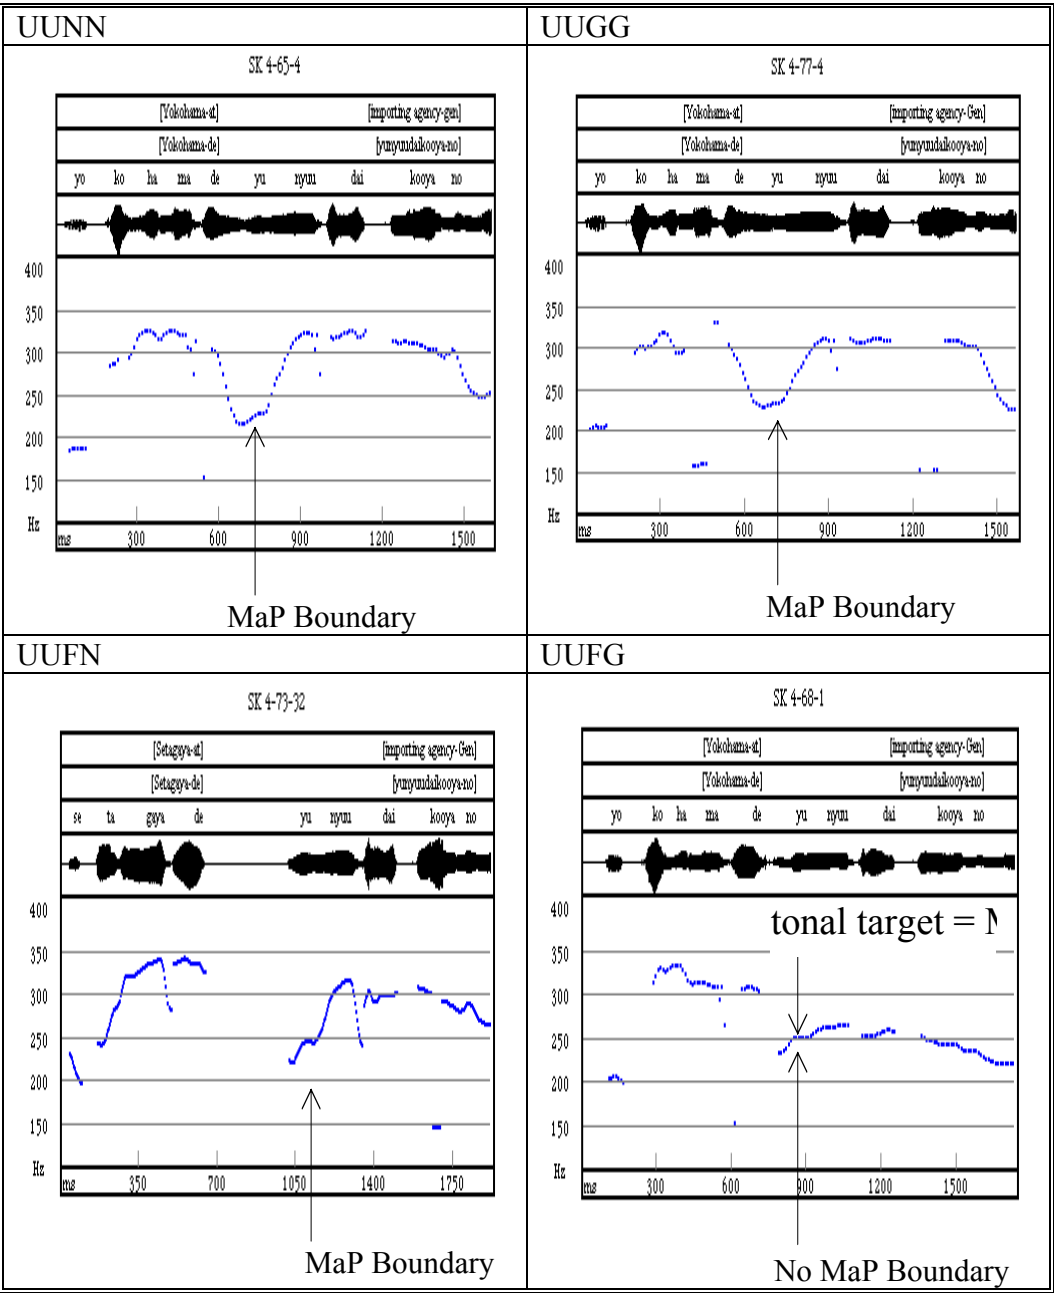 UUNN
SK 4-65-4
[Yokohama-at] [importing agency-gen]
[Yokohama-de] [yunyuudaikooya-no]
yo ko ha ma de yu nyuu dai kooya no
400
350
300
250
200
150
Hz
ms 300 600 900 1200 1500
MaP Boundary
UUGG
SK 4-77-4
[Yokohama-at] [importing agency-Gen]
[Yokohama-de] [yunyuudaikooya-no]
yo ko ha ma de yu nyuu dai kooya no
400
350
300
250
200
150
Hz
ms 300 600 900 1200 1500
MaP Boundary
UUFN
SK 4-73-32
[Setagaya-at] [importing agency-Gen]
[Setagaya-de] [yunyuudaikooya-no]
se ta gaya de yu nyuu dai kooya no
400
350
300
250
200
150
Hz
ms 350 700 1050 1400 1750
MaP Boundary
UUFG
SK 4-68-1
[Yokohama-at] [importing agency-Gen]
[Yokohama-de] [yunyuudaikooya-no]
yo ko ha ma de yu nyuu dai kooya no
400
tonal target =
350
300
250
200
150
Hz
ms 300 600 900 1200 1500
No MaP Boundary